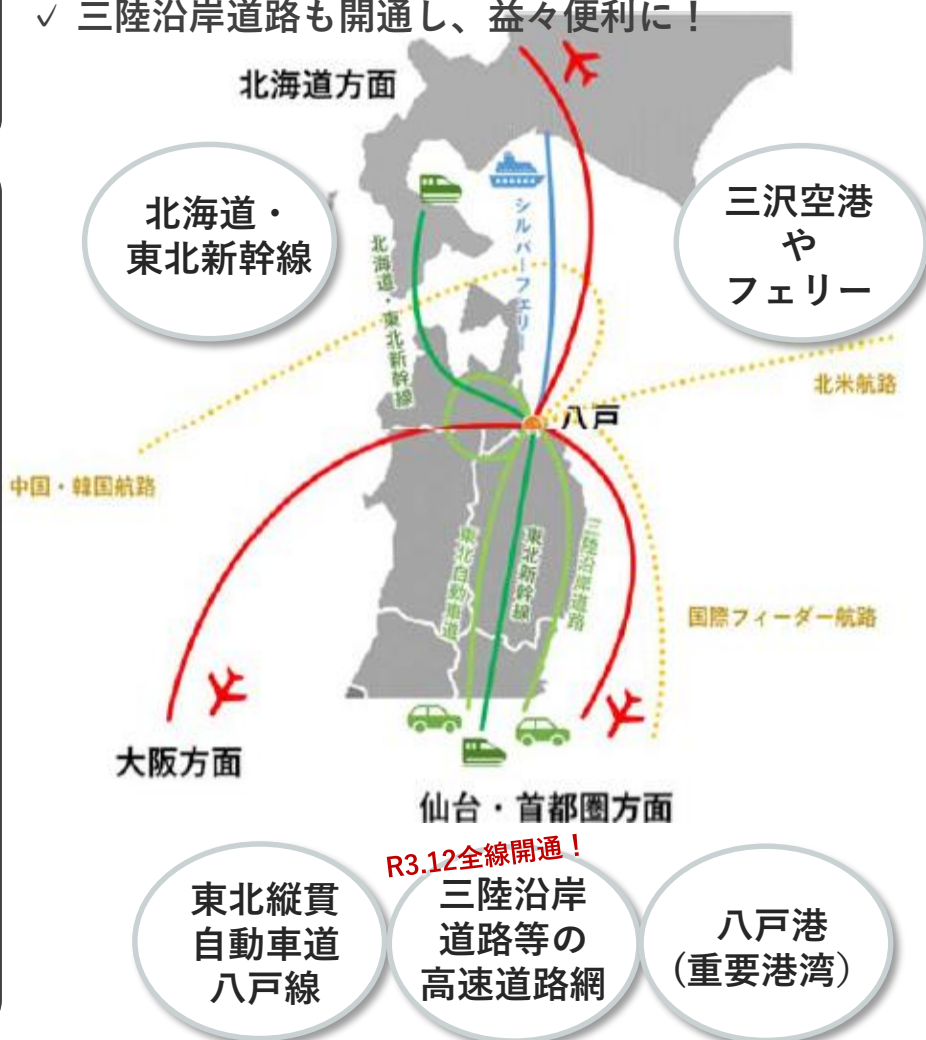 ✓ 三陸沿岸道路も開通し、益々便利に！
北海道方面
北海道・
東北新幹線
三沢空港
や
フェリー
シルバーフェリー
北海道・東北新幹線
北米航路
八戸
中国・韓国航路
東北自動車道
東北新幹線
三陸沿岸道路
国際フィーダー航路
大阪方面
仙台・首都圏方面
R3.12全線開通！
東北縦貫
自動車道
八戸線
三陸沿岸
道路等の
高速道路網
八戸港
（重要港湾）